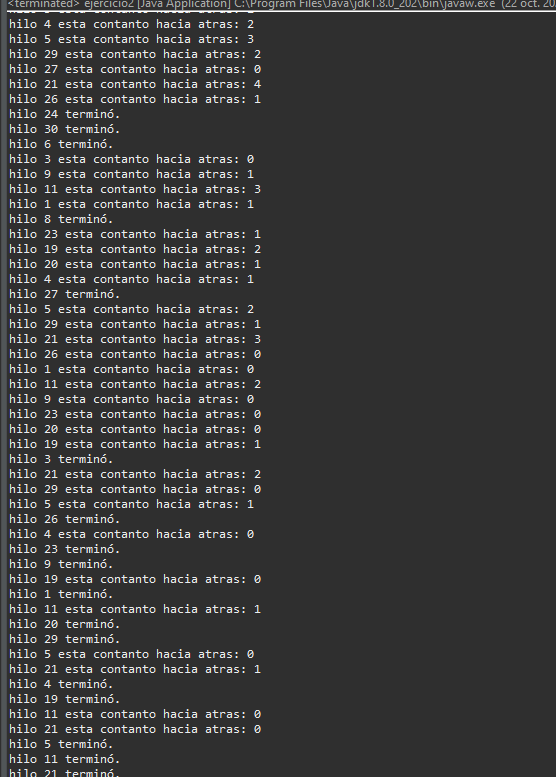 <terminated> ejercicio2 [Java Application] C:\Program Files\Java\jdk1.8.0_202\bin\javaw.exe (22 oct. 20
hilo 4 esta contanto hacia atras: 2
hilo 5 esta contanto hacia atras: 3
hilo 29 esta contanto hacia atras: 2
hilo 27 esta contanto hacia atras: 0
hilo 21 esta contanto hacia atras: 4
hilo 26 esta contanto hacia atras: 1
hilo 24 terminó.
hilo 30 terminó.
hilo 6 terminó.
hilo 3 esta contanto hacia atras: 0
hilo 9 esta contanto hacia atras: 1
hilo 11 esta contanto hacia atras: 3
hilo 1 esta contanto hacia atras: 1
hilo 8 terminó.
hilo 23 esta contanto hacia atras: 1
hilo 19 esta contanto hacia atras: 2
hilo 20 esta contanto hacia atras: 1
hilo 4 esta contanto hacia atras: 1
hilo 27 terminó.
hilo 5 esta contanto hacia atras: 2
hilo 29 esta contanto hacia atras: 1
hilo 21 esta contanto hacia atras: 3
hilo 26 esta contanto hacia atras: 0
hilo 1 esta contanto hacia atras: 0
hilo 11 esta contanto hacia atras: 2
hilo 9 esta contanto hacia atras: 0
hilo 23 esta contanto hacia atras: 0
hilo 20 esta contanto hacia atras: 0
hilo 19 esta contanto hacia atras: 1
hilo 3 terminó.
hilo 21 esta contanto hacia atras: 2
hilo 29 esta contanto hacia atras: 0
hilo 5 esta contanto hacia atras: 1
hilo 26 terminó.
hilo 4 esta contanto hacia atras: 0
hilo 23 terminó.
hilo 9 terminó.
hilo 19 esta contanto hacia atras: 0
hilo 1 terminó.
hilo 11 esta contanto hacia atras: 1
hilo 20 terminó.
hilo 29 terminó.
hilo 5 esta contanto hacia atras: 0
hilo 21 esta contanto hacia atras: 1
hilo 4 terminó.
hilo 19 terminó.
hilo 11 esta contanto hacia atras: 0
hilo 21 esta contanto hacia atras: 0
hilo 5 terminó.
hilo 11 terminó.
hilo 21 terminó.